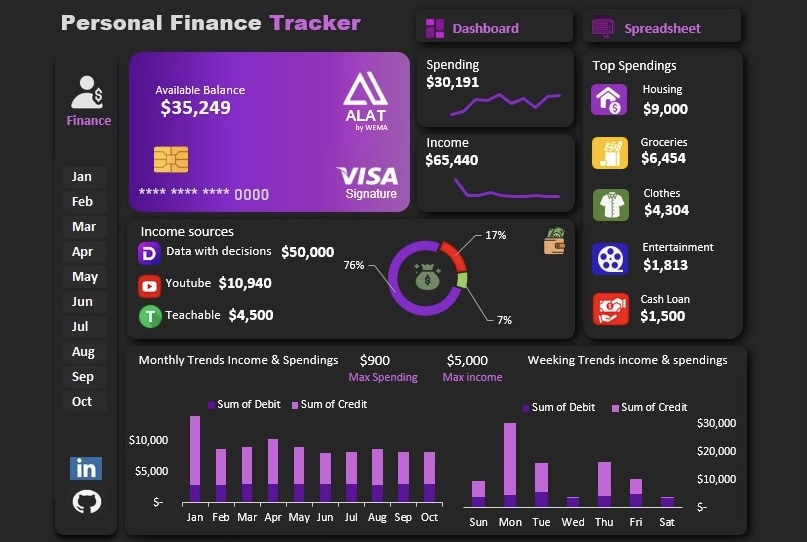 Personal Finance Tracker
Dashboard
Spreadsheet
Finance
Jan
Feb
Mar
Apr
May
Jun
Jul
Aug
Sep
Oct
Available Balance
$35,249
ALAT
by WEMA
**** **** **** 0000
VISA
Signature
Spending
$30,191
Income
$65,440
Top Spendings
Housing
$9,000
Groceries
$6,454
Clothes
$4,304
Entertainment
$1,813
Cash Loan
$1,500
Income sources
D Data with decisions $50,000
Youtube $10,940
T Teachable $4,500
17%
76%
7%
Monthly Trends Income & Spendings
$900
Max Spending
$5,000
Max income
Weeking Trends income & spendings
Sum of Debit Sum of Credit
$10,000
$5,000
$-
Jan Feb Mar Apr May Jun Jul Aug Sep Oct
Sum of Debit Sum of Credit
$30,000
$20,000
$10,000
$-
Sun Mon Tue Wed Thu Fri Sat
in